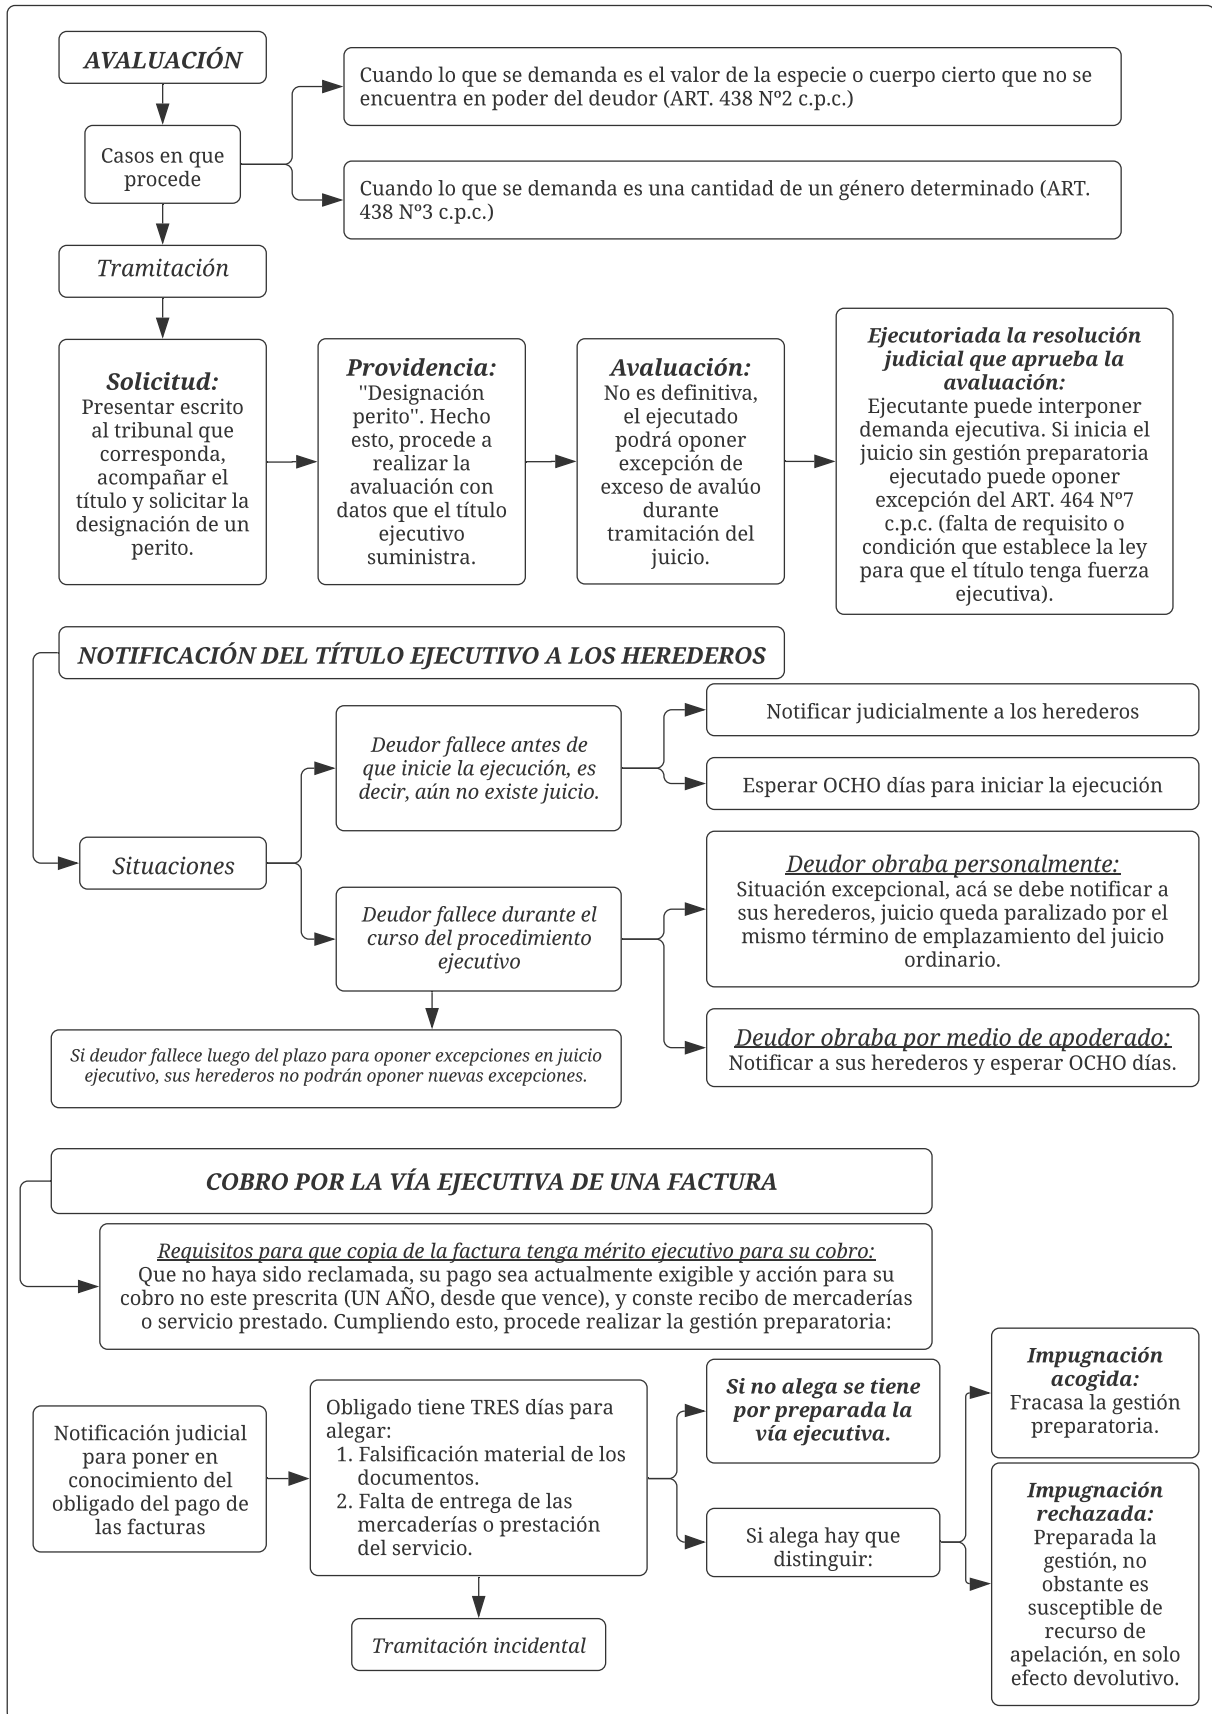 AVALUACIÓN
Cuando lo que se demanda es el valor de la especie o cuerpo cierto que no se
encuentra en poder del deudor (ART. 438 Nº2 c.p.c.)
Casos en que
procede
Cuando lo que se demanda es una cantidad de un género determinado (ART.
438 Nº3 c.p.c.)
Tramitación
Solicitud:
Presentar escrito
al tribunal que
corresponda,
acompañar el
título y solicitar la
designación de un
perito.
Providencia:
"Designación
perito". Hecho
esto, procede a
realizar la
avaluación con
datos que el título
ejecutivo
suministra.
Avaluación:
No es definitiva,
el ejecutado
podrá oponer
excepción de
exceso de avalúo
durante
tramitación del
juicio.
Ejecutoriada la resolución
judicial que aprueba la
avaluación:
Ejecutante puede interponer
demanda ejecutiva. Si inicia el
juicio sin gestión preparatoria
ejecutado puede oponer
excepción del ART. 464 Nº7
c.p.c. (falta de requisito o
condición que establece la ley
para que el título tenga fuerza
ejecutiva).
NOTIFICACIÓN DEL TÍTULO EJECUTIVO A LOS HEREDEROS
Situaciones
Deudor fallece antes de
que inicie la ejecución, es
decir, aún no existe juicio.
Notificar judicialmente a los herederos
Esperar OCHO días para iniciar la ejecución
Deudor fallece durante el
curso del procedimiento
ejecutivo
Deudor obraba personalmente:
Situación excepcional, acá se debe notificar a
sus herederos, juicio queda paralizado por el
mismo término de emplazamiento del juicio
ordinario.
Deudor obraba por medio de apoderado:
Notificar a sus herederos y esperar OCHO días.
Si deudor fallece luego del plazo para oponer excepciones en juicio
ejecutivo, sus herederos no podrán oponer nuevas excepciones.
COBRO POR LA VÍA EJECUTIVA DE UNA FACTURA
Requisitos para que copia de la factura tenga mérito ejecutivo para su cobro:
Que no haya sido reclamada, su pago sea actualmente exigible y acción para su
cobro no este prescrita (UN AÑO, desde que vence), y conste recibo de mercaderías
o servicio prestado. Cumpliendo esto, procede realizar la gestión preparatoria:
Notificación judicial
para poner en
conocimiento del
obligado del pago de
las facturas
Obligado tiene TRES días para
alegar:
1. Falsificación material de los
documentos.
2. Falta de entrega de las
mercaderías o prestación
del servicio.
Tramitación incidental
Si no alega se tiene
por preparada la
vía ejecutiva.
Si alega hay que
distinguir:
Impugnación
acogida:
Fracasa la gestión
preparatoria.
Impugnación
rechazada:
Preparada la
gestión, no
obstante es
susceptible de
recurso de
apelación, en solo
efecto devolutivo.